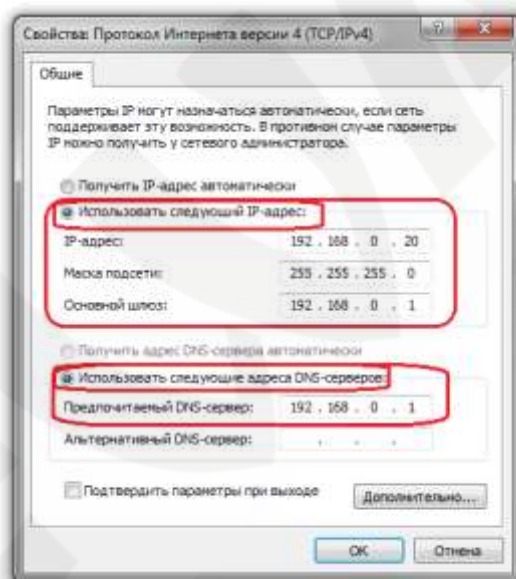 Свойства: Протокол Интернета версии 4 (TCP/IPv4)
Общие
Параметры IP могут назначаться автоматически, если сеть
поддерживает эту возможность. В противном случае параметры
IP можно получить у сетевого администратора.
Получить IP-адрес автоматически
Использовать следующий IP-адрес:
IP-адрес: 192 . 168 . 0 . 20
Маска подсети: 255 . 255 . 255 . 0
Основной шлюз: 192 . 168 . 0 . 1
Получить адрес DNS-сервера автоматически
Использовать следующие адреса DNS-серверов:
Предпочитаемый DNS-сервер: 192 . 168 . 0 . 1
Альтернативный DNS-сервер: . . .
Подтвердить параметры при выходе
Дополнительно...
ОК Отмена